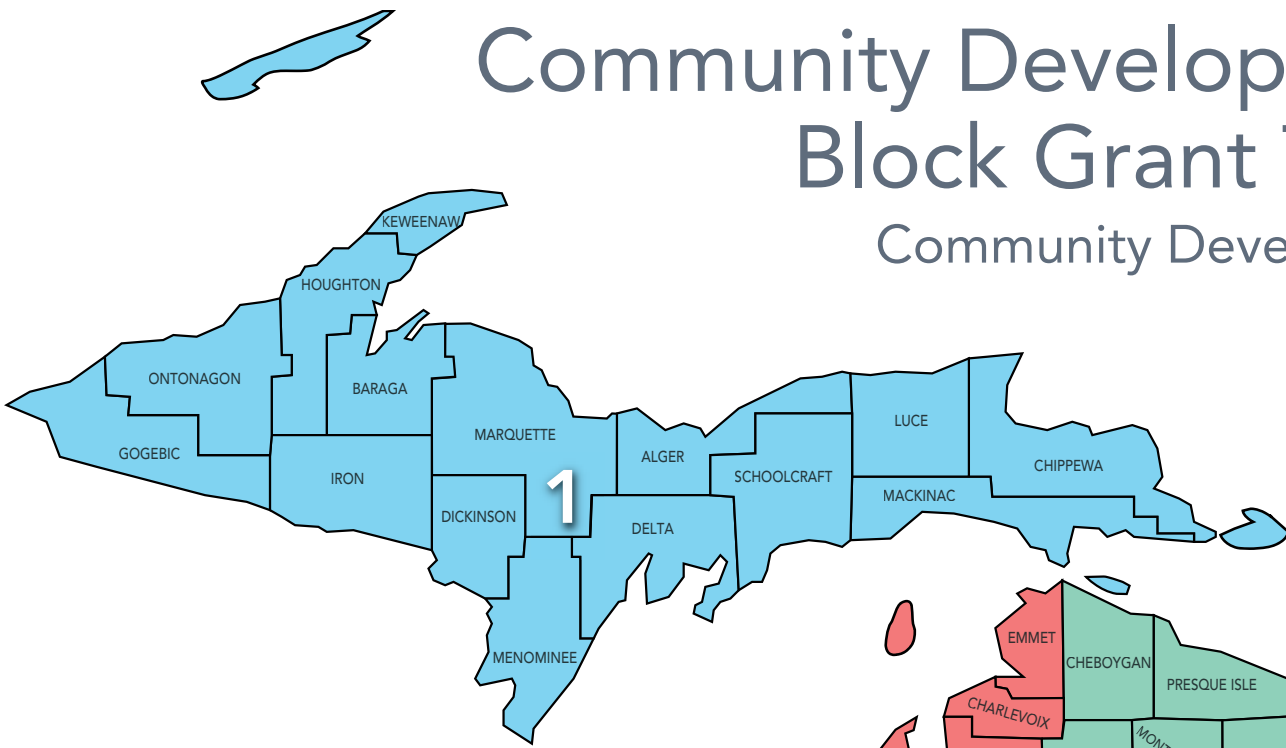 Community Develop
Block Grant
Community Deve
KEWEENAW
HOUGHTON
ONTONAGON
BARAGA
GOGEBIC
MARQUETTE
IRON
ALGER
LUCE
SCHOOLCRAFT
CHIPPEWA
MACKINAC
DICKINSON
1
DELTA
MENOMINEE
EMMET
CHEBOYGAN
PRESQUE ISLE
CHARLEVOIX
MONT